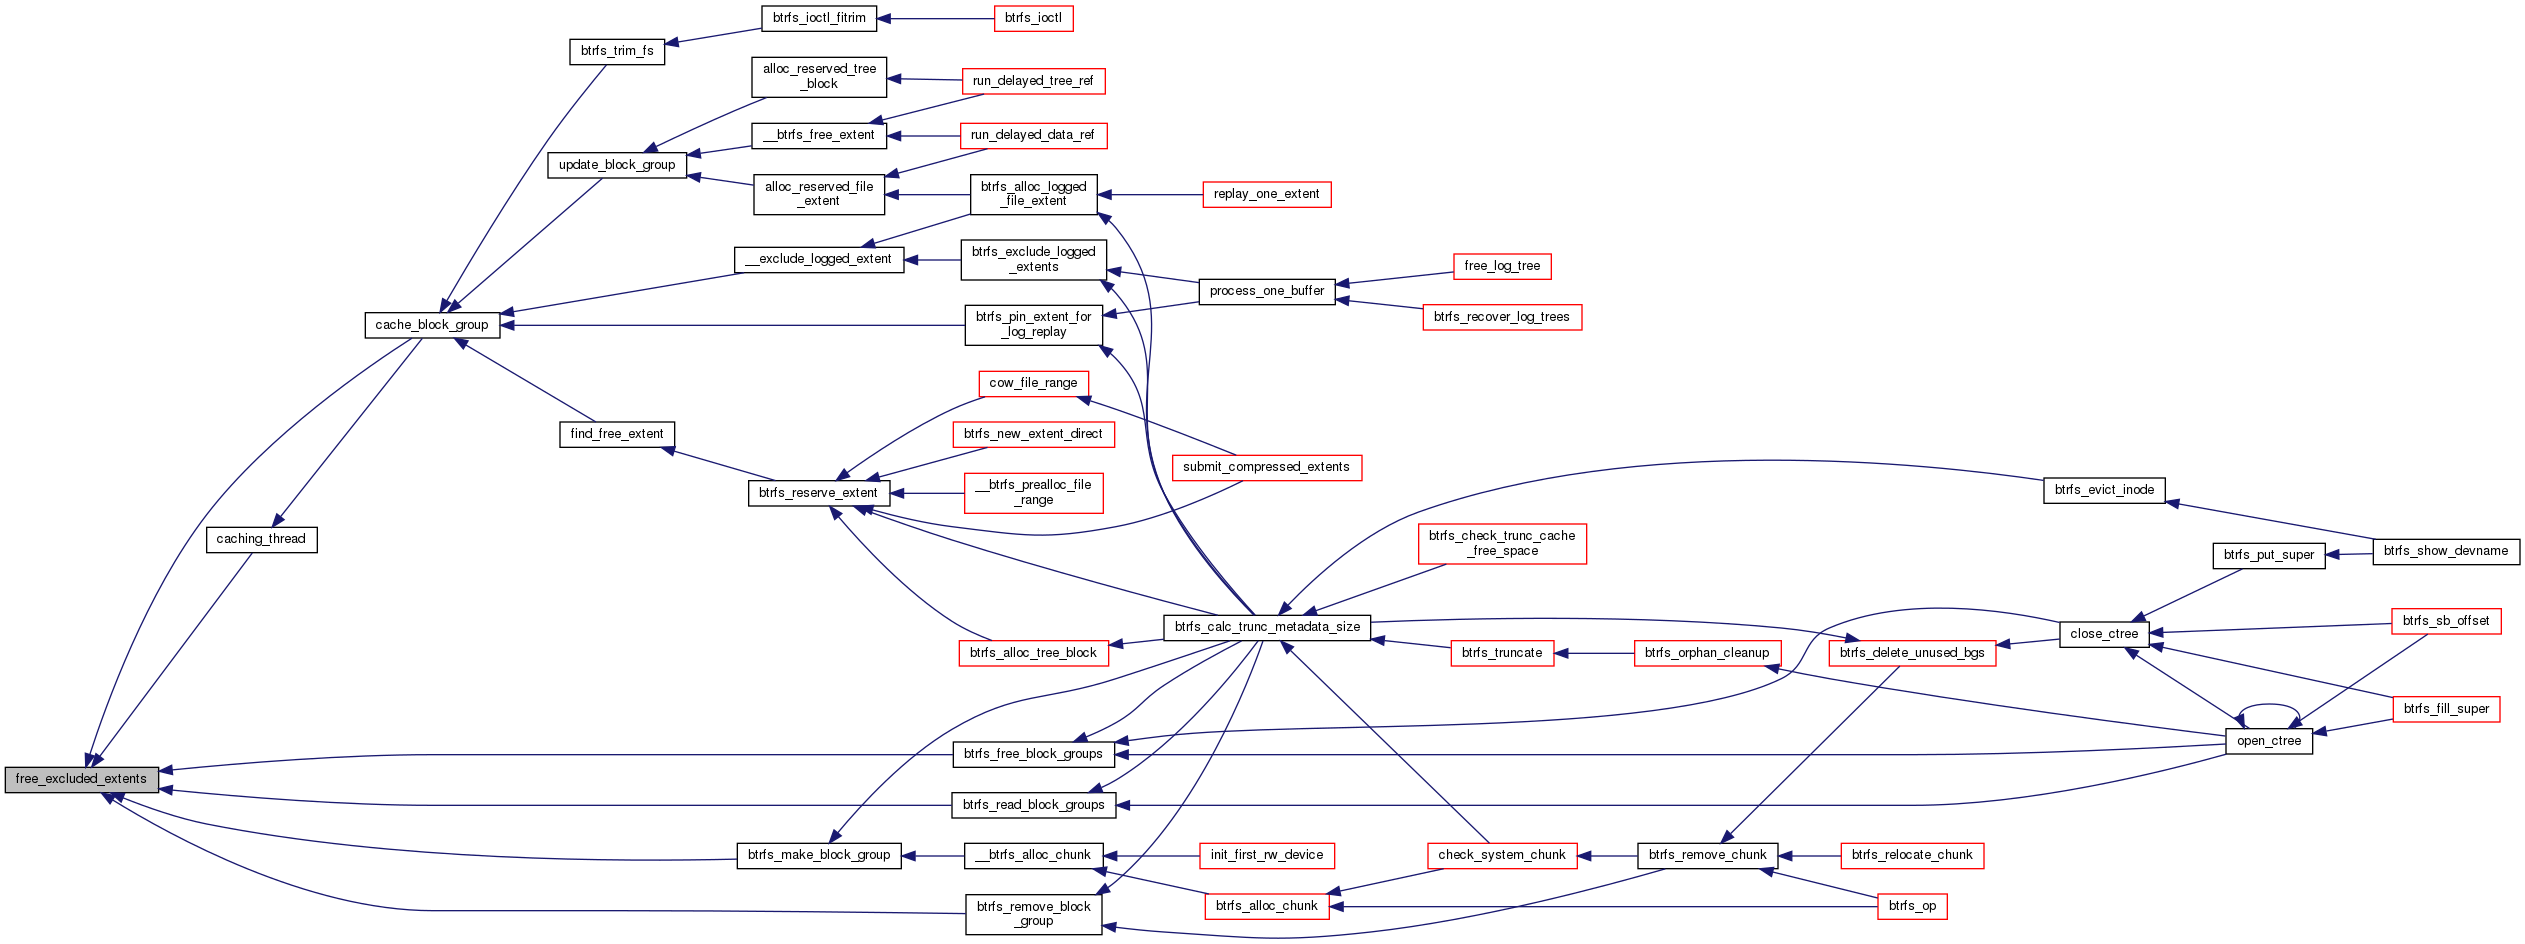 btrfs_ioctl_fitrim
btrfs_ioctl
btrfs_trim_fs
alloc_reserved_tree
_block
run_delayed_tree_ref
__btrfs_free_extent
run_delayed_data_ref
update_block_group
alloc_reserved_file
_extent
btrfs_alloc_logged
_file_extent
replay_one_extent
__exclude_logged_extent
btrfs_exclude_logged
_extents
free_log_tree
process_one_buffer
cache_block_group
btrfs_pin_extent_for
_log_replay
btrfs_recover_log_trees
cow_file_range
find_free_extent
btrfs_new_extent_direct
submit_compressed_extents
btrfs_reserve_extent
__btrfs_prealloc_file
_range
btrfs_evict_inode
caching_thread
btrfs_check_trunc_cache
_free_space
btrfs_put_super
btrfs_show_devname
btrfs_calc_trunc_metadata_size
close_ctree
btrfs_sb_offset
btrfs_alloc_tree_block
btrfs_truncate
btrfs_orphan_cleanup
btrfs_delete_unused_bgs
btrfs_fill_super
open_ctree
btrfs_free_block_groups
free_excluded_extents
btrfs_read_block_groups
btrfs_make_block_group
__btrfs_alloc_chunk
init_first_rw_device
check_system_chunk
btrfs_remove_chunk
btrfs_relocate_chunk
btrfs_remove_block
_group
btrfs_alloc_chunk
btrfs_op